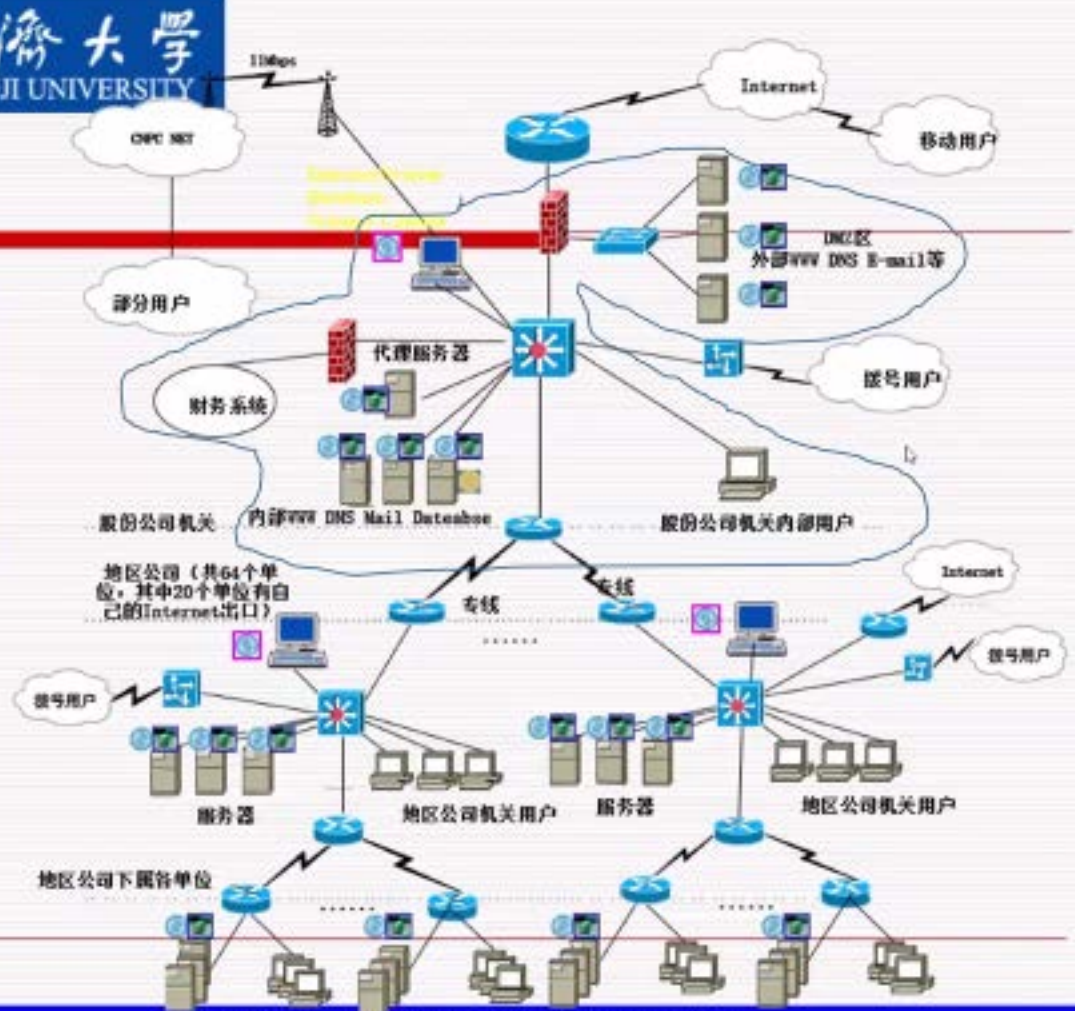 濟大學
JI UNIVERSITY
11Mbps
Internet
CNPC NET
移动用户
DMZ区
外部WWW DNS E-mail等
部分用户
代理服务器
拨号用户
财务系统
股份公司机关
内部WWW DNS Mail Dateabse
股份公司机关内部用户
地区公司（共64个单
位，其中20个单位有自
己的Internet出口）
专线
专线
Internet
......
拨号用户
拨号用户
服务器
地区公司机关用户
服务器
地区公司机关用户
地区公司下属各单位
......
......